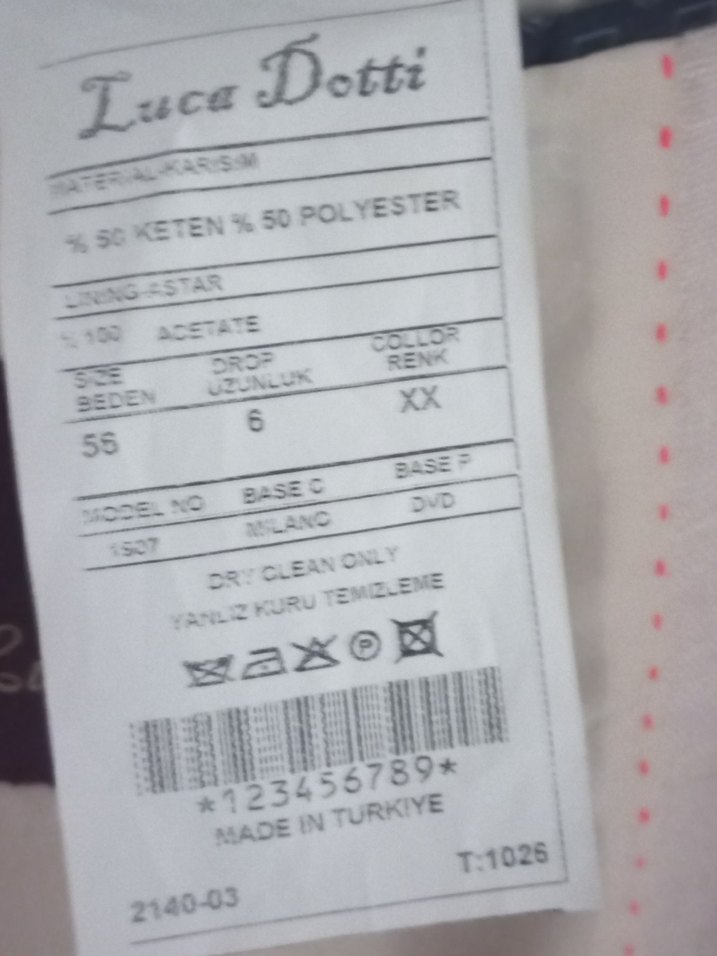 Luca Dotti
MATERIAL-KARISIM
% 50 KETEN % 50 POLYESTER
LINING-ASTAR
% 100 ACETATE
SIZE DROP COLLOR
BEDEN UZUNLUK RENK
56 6 XX
MODEL NO BASE C BASE P
MILANO DVD
DRY CLEAN ONLY
YANLIZ KURU TEMIZLEME
P
*123456789*
MADE IN TURKIYE
T:1026
2140-03